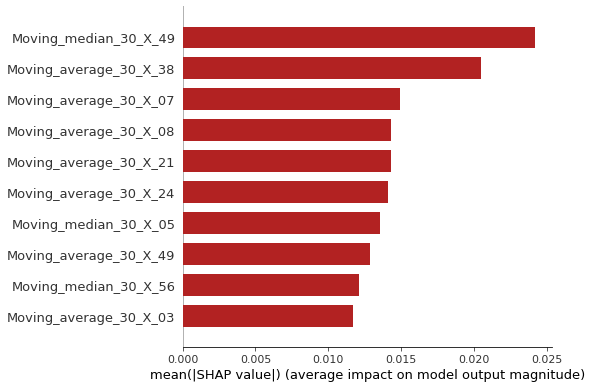 Moving_median_30_X_49
Moving_average_30_X_38
Moving_average_30_X_07
Moving_average_30_X_08
Moving_average_30_X_21
Moving_average_30_X_24
Moving_median_30_X_05
Moving_average_30_X_49
Moving_median_30_X_56
Moving_average_30_X_03
0.000 0.005 0.010 0.015 0.020 0.025
mean(|SHAP value|) (average impact on model output magnitude)